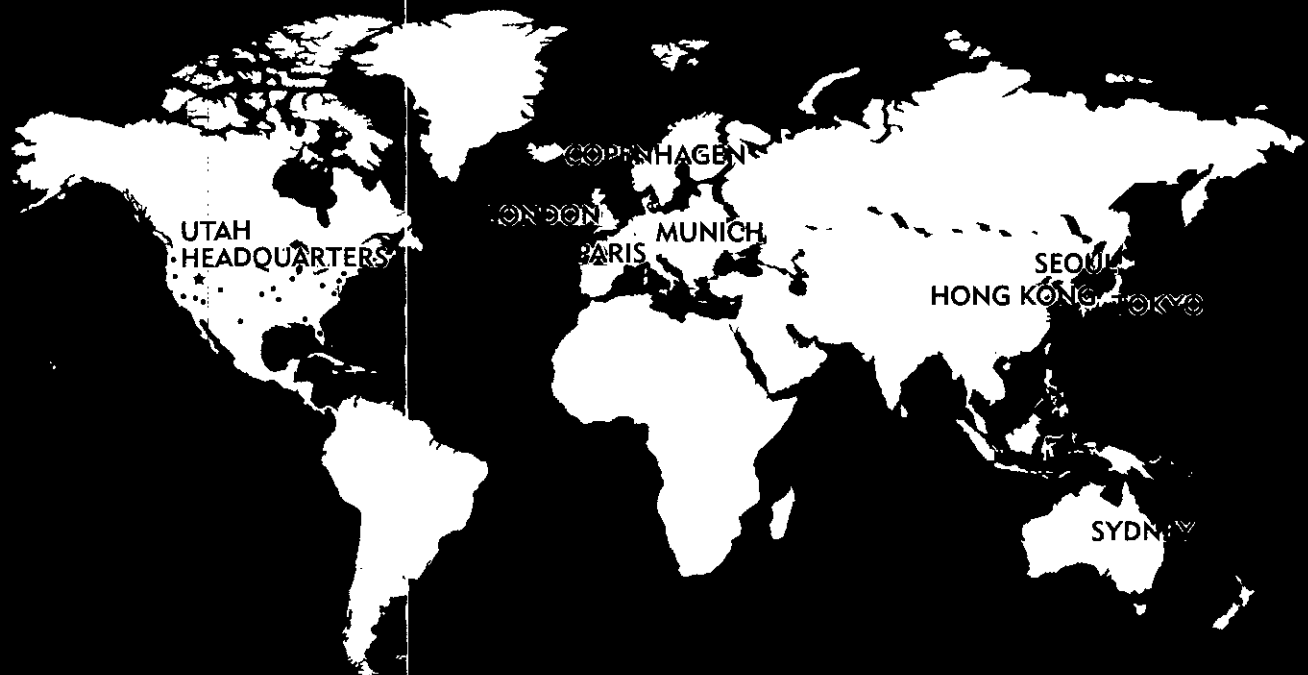 COPENHAGEN
LONDON
UTAH
HEADQUARTERS
MUNICH
PARIS
SEOUL
HONG KONG
TOKYO
SYDNEY